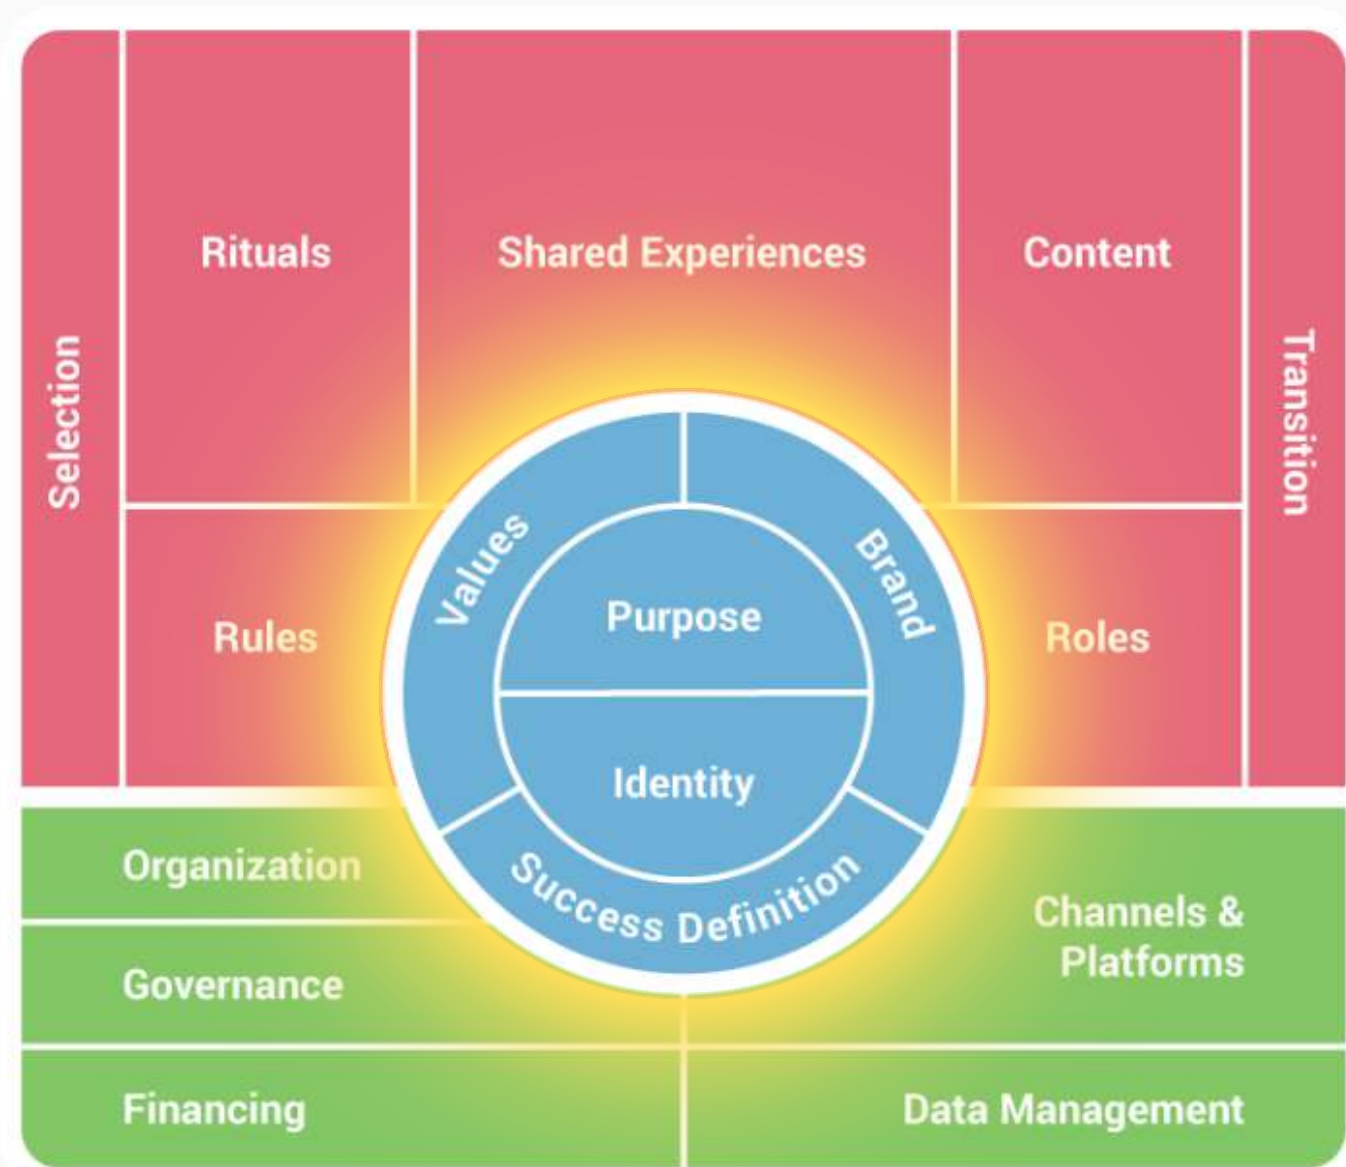 Selection
Rituals
Shared Experiences
Content
Transition
Rules
Values
Brand
Roles
Purpose
Identity
Success Definition
Organization
Governance
Financing
Channels &
Platforms
Data Management